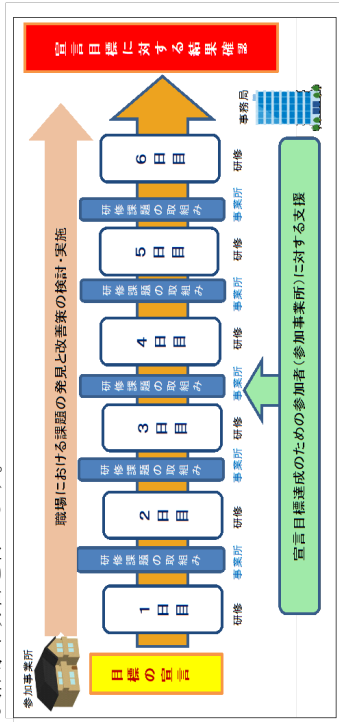 参加事業所
職場における課題の発見と改善策の検討・実施
目標の宣言
1日目
研修課題の取組み
2日目
研修課題の取組み
3日目
研修課題の取組み
4日目
研修課題の取組み
5日目
研修課題の取組み
6日目
宣言目標に対する結果確認
研修
事業所
研修
事業所
研修
事業所
研修
事業所
研修
事業所
研修
事務局
宣言目標達成のための参加者(参加事業所)に対する支援